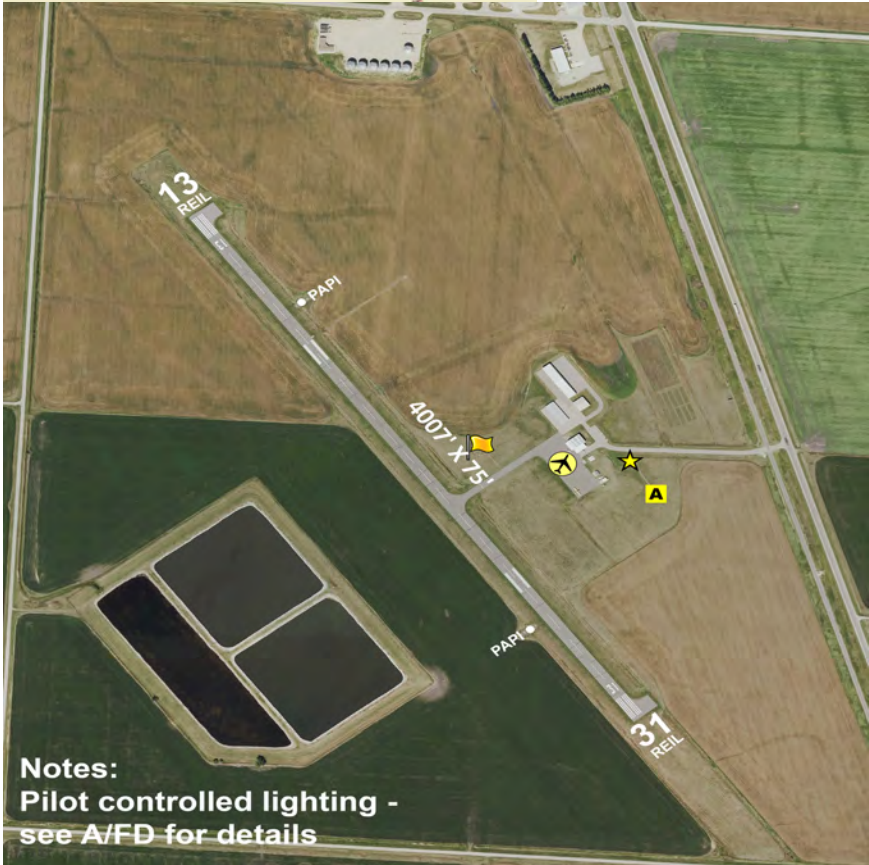 13
REIL
PAPI
4007' X 75'
A
PAPI
31
REIL
Notes:
Pilot controlled lighting -
see A/FD for details